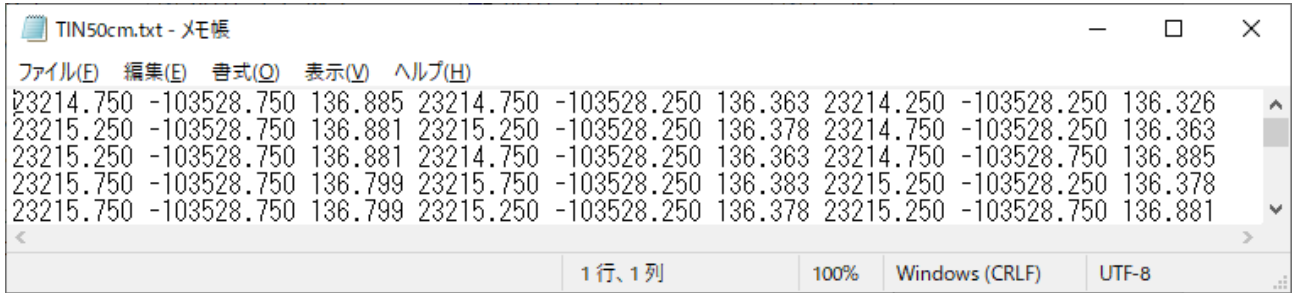 TIN50cm.txt - メモ帳
ファイル(F) 編集(E) 書式(O) 表示(V) ヘルプ(H)
23214.750 -103528.750 136.885 23214.750 -103528.250 136.363 23214.250 -103528.250 136.326
23215.250 -103528.750 136.881 23215.250 -103528.250 136.378 23214.750 -103528.250 136.363
23215.250 -103528.750 136.881 23214.750 -103528.250 136.363 23214.750 -103528.750 136.885
23215.750 -103528.750 136.799 23215.750 -103528.250 136.383 23215.250 -103528.250 136.378
23215.750 -103528.750 136.799 23215.250 -103528.250 136.378 23215.250 -103528.750 136.881
1 行、1 列 100% Windows (CRLF) UTF-8